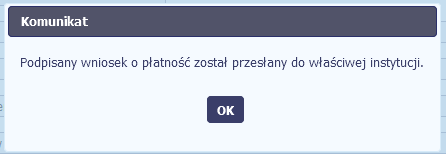 Komunikat
Podpisany wniosek o płatność został przesłany do właściwej instytucji.
OK